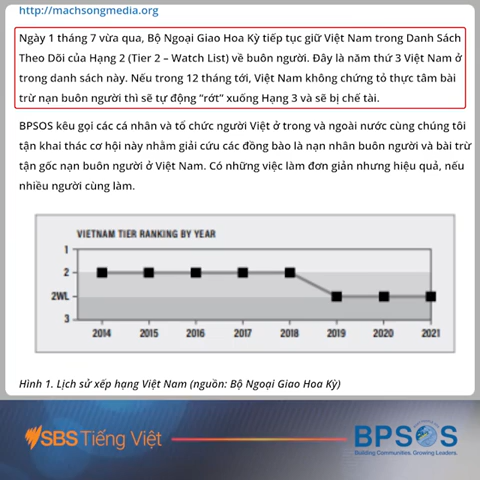 http://machsongmedia.org
Ngày 1 tháng 7 vừa qua, Bộ Ngoại Giao Hoa Kỳ tiếp tục giữ Việt Nam trong Danh Sách
Theo Dõi của Hạng 2 (Tier 2 – Watch List) về buôn người. Đây là năm thứ 3 Việt Nam ở
trong danh sách này. Nếu trong 12 tháng tới, Việt Nam không chứng tỏ thực tâm bài
trừ nạn buôn người thì sẽ tự động “rớt” xuống Hạng 3 và sẽ bị chế tài.
BPSOS kêu gọi các cá nhân và tổ chức người Việt ở trong và ngoài nước cùng chúng tôi
tận khai thác cơ hội này nhằm giải cứu các đồng bào là nạn nhân buôn người và bài trừ
tận gốc nạn buôn người ở Việt Nam. Có những việc làm đơn giản nhưng hiệu quả, nếu
nhiều người cùng làm.
VIETNAM TIER RANKING BY YEAR
1
2
2WL
3
2014 2015 2016 2017 2018 2019 2020 2021
Hình 1. Lịch sử xếp hạng Việt Nam (nguồn: Bộ Ngoại Giao Hoa Kỳ)
SBS Tiếng Việt
BPSOS
Building Communities. Growing Leaders.